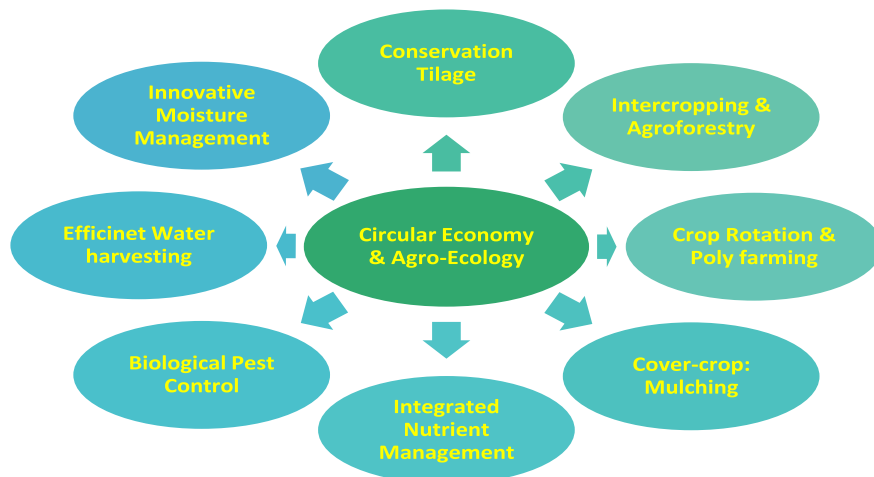 Conservation
Tilage
Innovative
Moisture
Management
Intercropping &
Agroforestry
Efficinet Water
harvesting
Circular Economy
& Agro-Ecology
Crop Rotation &
Poly farming
Biological Pest
Control
Cover-crop:
Mulching
Integrated
Nutrient
Management